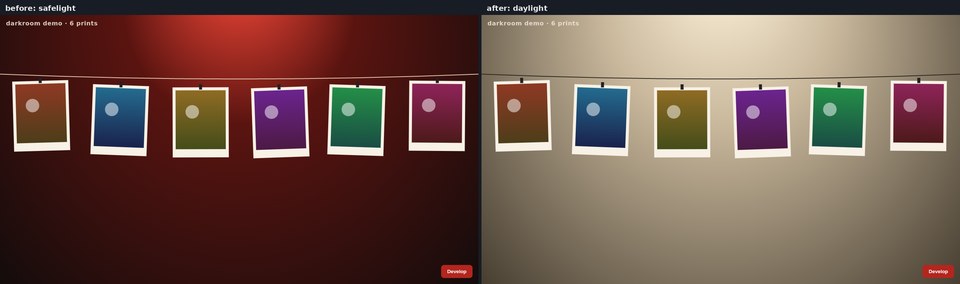 before: safelight
after: daylight
darkroom demo - 6 prints
darkroom demo - 6 prints
Develop
Develop